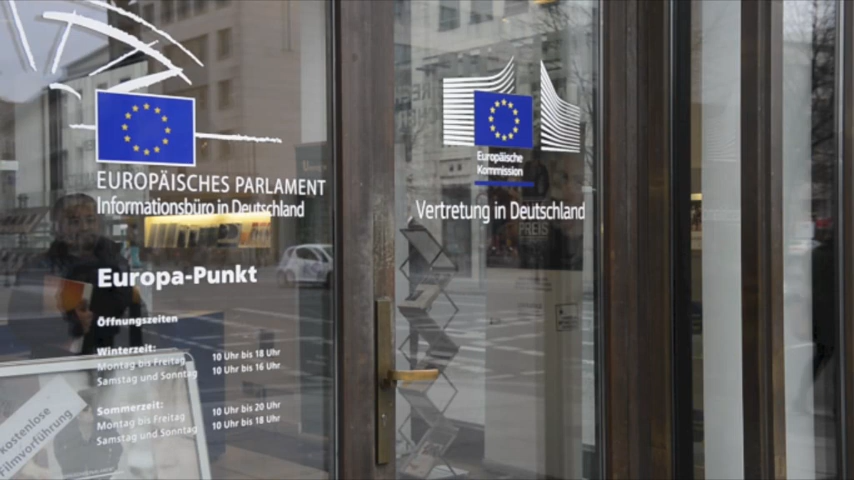 EUROPÄISCHES PARLAMENT
Informationsbüro in Deutschland
Europa-Punkt
Öffnungszeiten
Winterzeit:
Montag bis Freitag 10 Uhr bis 18 Uhr
Samstag und Sonntag 10 Uhr bis 16 Uhr
Sommerzeit:
Montag bis Freitag 10 Uhr bis 20 Uhr
Samstag und Sonntag 10 Uhr bis 18 Uhr
kostenlose
Filmvorführung
Europäische
Kommission
Vertretung in Deutschland
PREIS